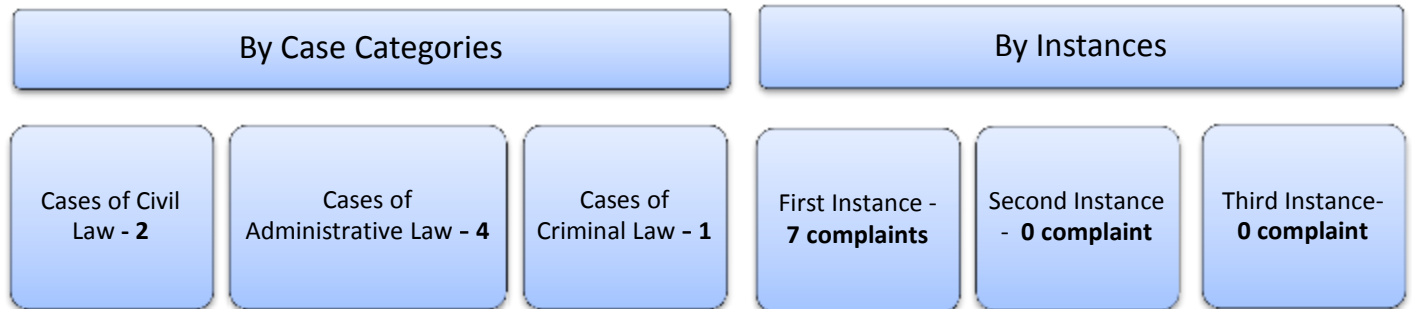 By Case Categories
By Instances
Cases of Civil
Law - 2
Cases of
Administrative Law - 4
Cases of
Criminal Law - 1
First Instance -
7 complaints
Second Instance
- 0 complaint
Third Instance-
0 complaint